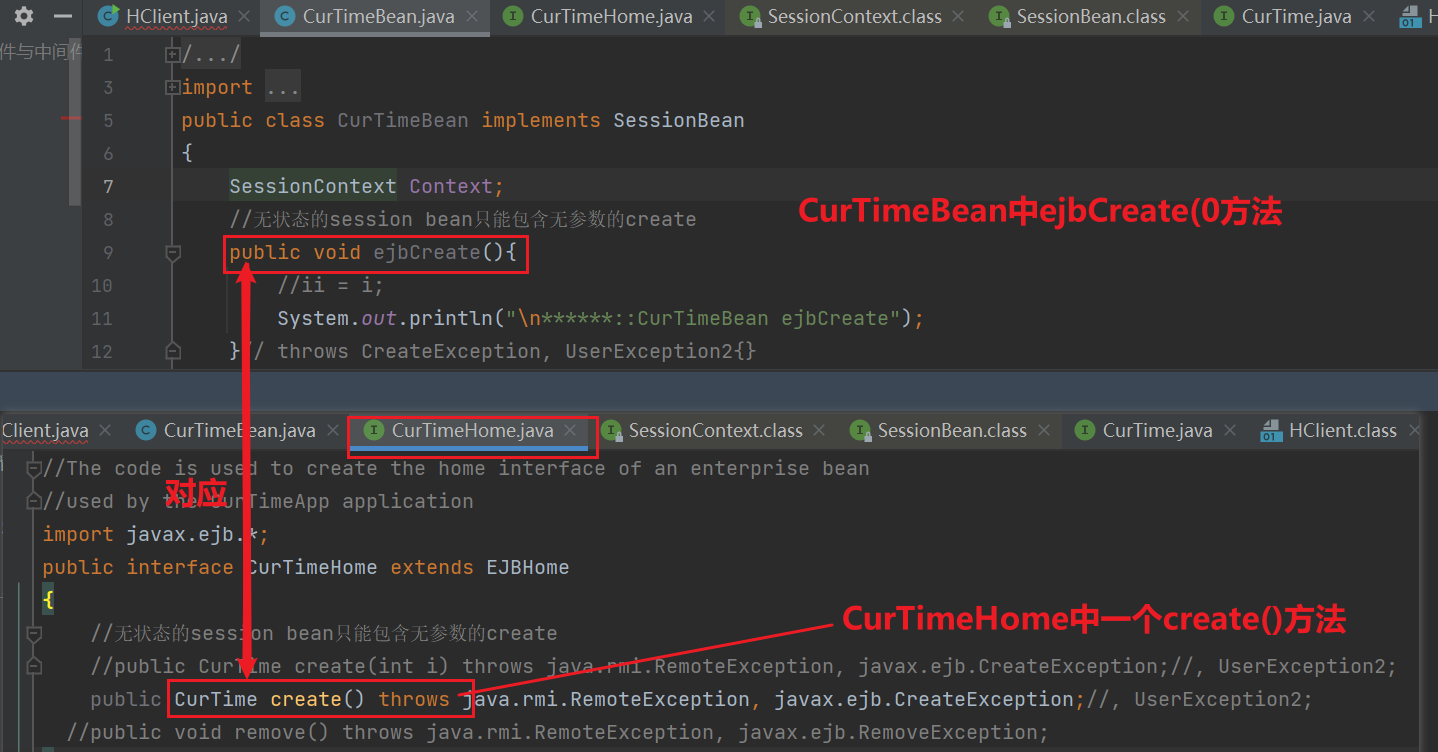 HClient.java CurTimeBean.java CurTimeHome.java SessionContext.class SessionBean.class CurTime.java H
件与中间件
1 /.../
3 import ...
5 public class CurTimeBean implements SessionBean
6 {
7 SessionContext Context;
8 //无状态的session bean只能包含无参数的create
CurTimeBean中ejbCreate(0方法
9 public void ejbCreate(){
10 //ii = i;
11 System.out.println("\n******::CurTimeBean ejbCreate");
12 }// throws CreateException, UserException2{}
Client.java CurTimeBean.java CurTimeHome.java SessionContext.class SessionBean.class CurTime.java HClient.class
//The code is used to create the home interface of an enterprise bean
对应
//used by the CurTimeApp application
import javax.ejb.*;
public interface CurTimeHome extends EJBHome
{
CurTimeHome中一个create()方法
//无状态的session bean只能包含无参数的create
//public CurTime create(int i) throws java.rmi.RemoteException, javax.ejb.CreateException;//, UserException2;
public CurTime create() throws java.rmi.RemoteException, javax.ejb.CreateException;//, UserException2;
//public void remove() throws java.rmi.RemoteException, javax.ejb.RemoveException;